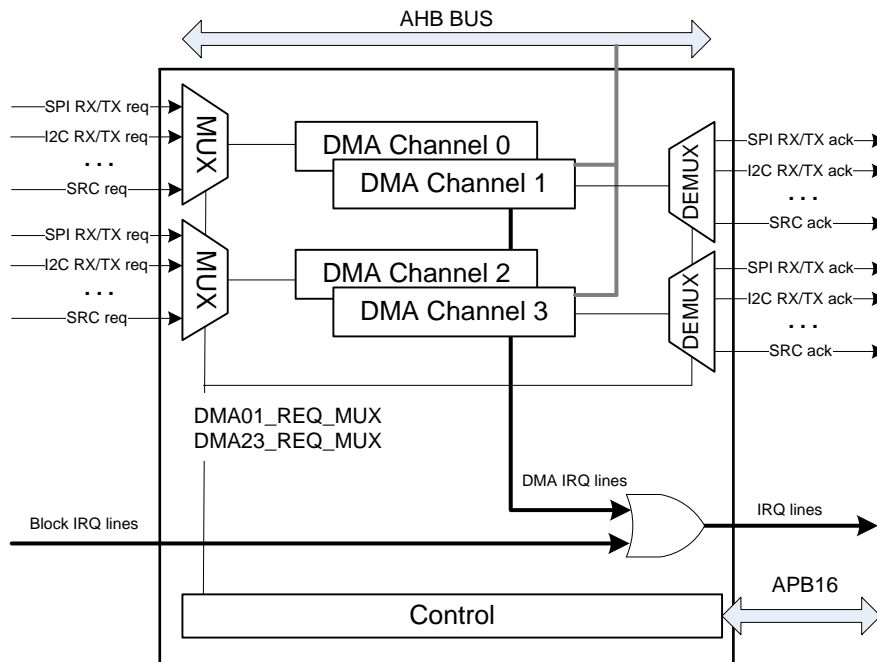 AHB BUS
SPI RX/TX req
I2C RX/TX req
. . .
SRC req
MUX
DMA Channel 0
DMA Channel 1
DEMUX
SPI RX/TX ack
I2C RX/TX ack
. . .
SRC ack
SPI RX/TX req
I2C RX/TX req
. . .
SRC req
MUX
DMA Channel 2
DMA Channel 3
DEMUX
SPI RX/TX ack
I2C RX/TX ack
. . .
SRC ack
DMA01_REQ_MUX
DMA23_REQ_MUX
DMA IRQ lines
Block IRQ lines
IRQ lines
Control
APB16